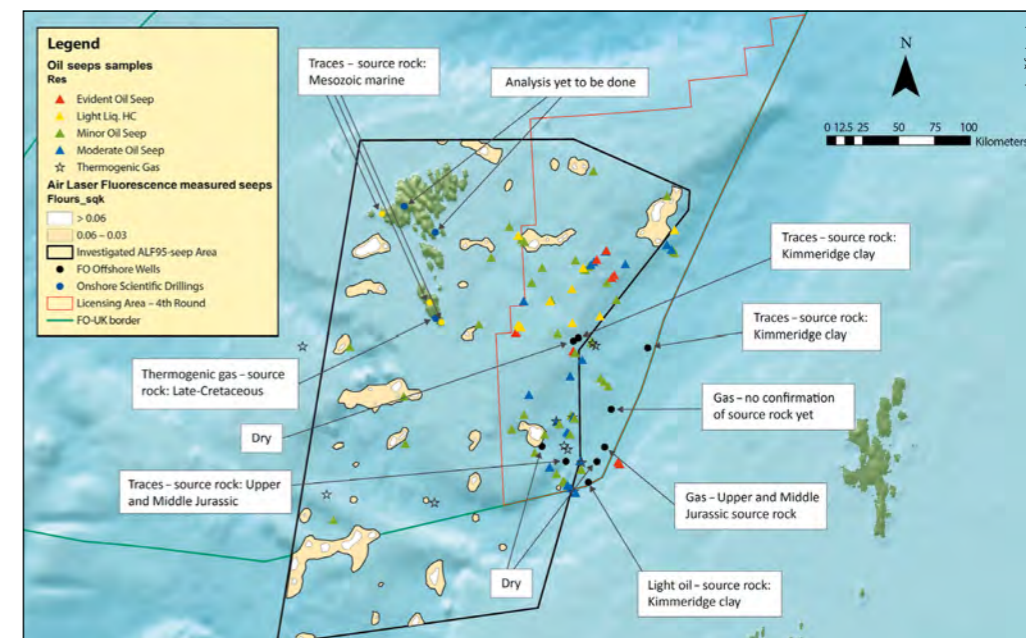 Legend
Oil seeps samples
Res
Evident Oil Seep
Light Liq. HC
Minor Oil Seep
Moderate Oil Seep
Thermogenic Gas
Air Laser Fluorescence measured seeps
Flours_sqk
> 0.06
0.06 – 0.03
Investigated ALF95-seep Area
FO Offshore Wells
Onshore Scientific Drillings
Licensing Area – 4th Round
FO-UK border
Traces – source rock:
Mesozoic marine
Analysis yet to be done
N
0 12.5 25 50 75 100
Kilometers
Traces – source rock:
Kimmeridge clay
Traces – source rock:
Kimmeridge clay
Thermogenic gas – source
rock: Late-Cretaceous
Gas – no confirmation
of source rock yet
Dry
Traces – source rock: Upper
and Middle Jurassic
Gas – Upper and Middle
Jurassic source rock
Dry
Light oil – source rock:
Kimmeridge clay